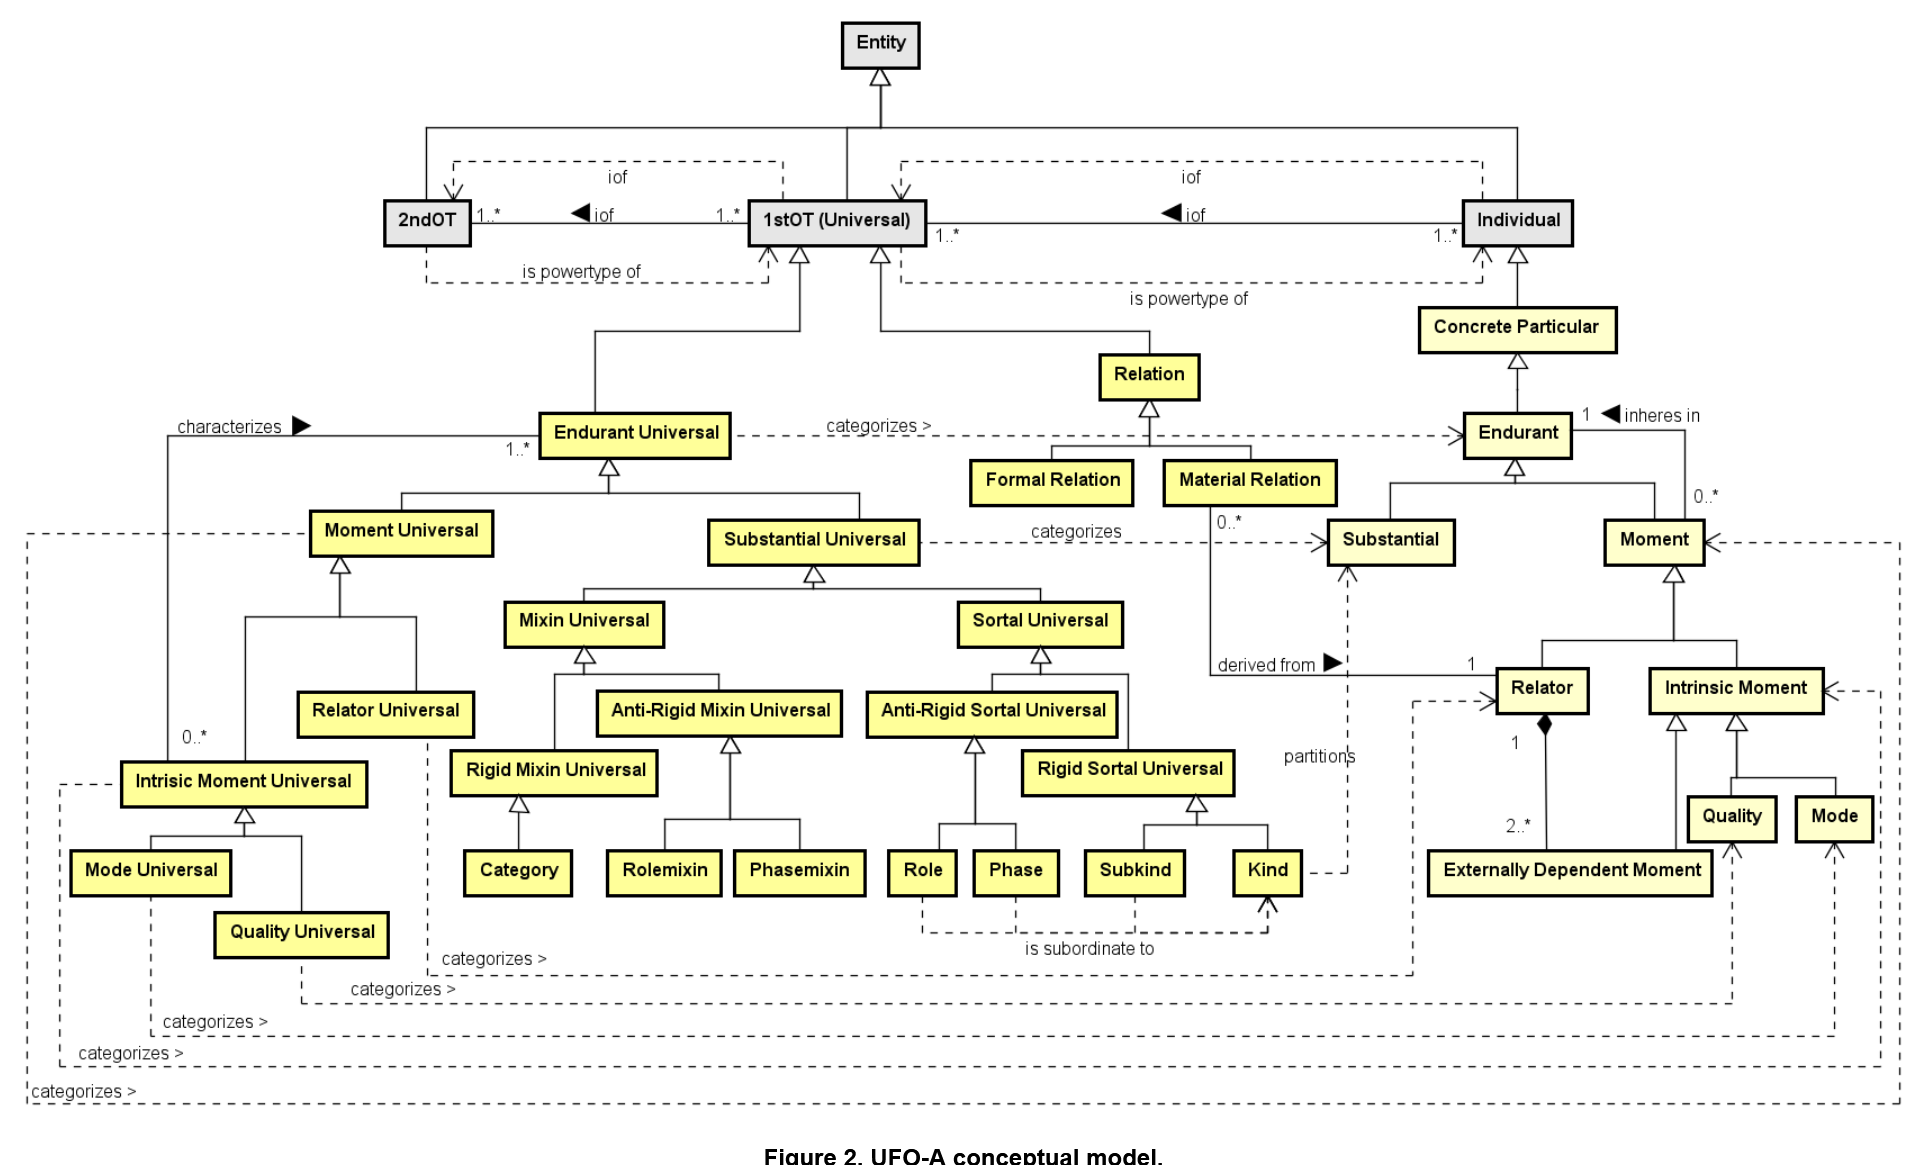 Entity
iof
iof
2ndOT
1..*
iof
1..*
1stOT (Universal)
1..*
iof
1..*
Individual
is powertype of
is powertype of
Concrete Particular
Relation
characterizes
1..*
Endurant Universal
categorizes >
Endurant
1
inheres in
0..*
Formal Relation
Material Relation
0..*
Moment Universal
Substantial Universal
categorizes
Substantial
Moment
Mixin Universal
Sortal Universal
derived from
1
Relator
Intrinsic Moment
Relator Universal
Anti-Rigid Mixin Universal
Anti-Rigid Sortal Universal
0..*
1
partitions
Intrisic Moment Universal
Rigid Mixin Universal
Rigid Sortal Universal
Quality
Mode
2..*
Mode Universal
Category
Rolemixin
Phasemixin
Role
Phase
Subkind
Kind
Externally Dependent Moment
Quality Universal
is subordinate to
categorizes >
categorizes >
categorizes >
categorizes >
categorizes >
Figure 2. UFO-A conceptual model.